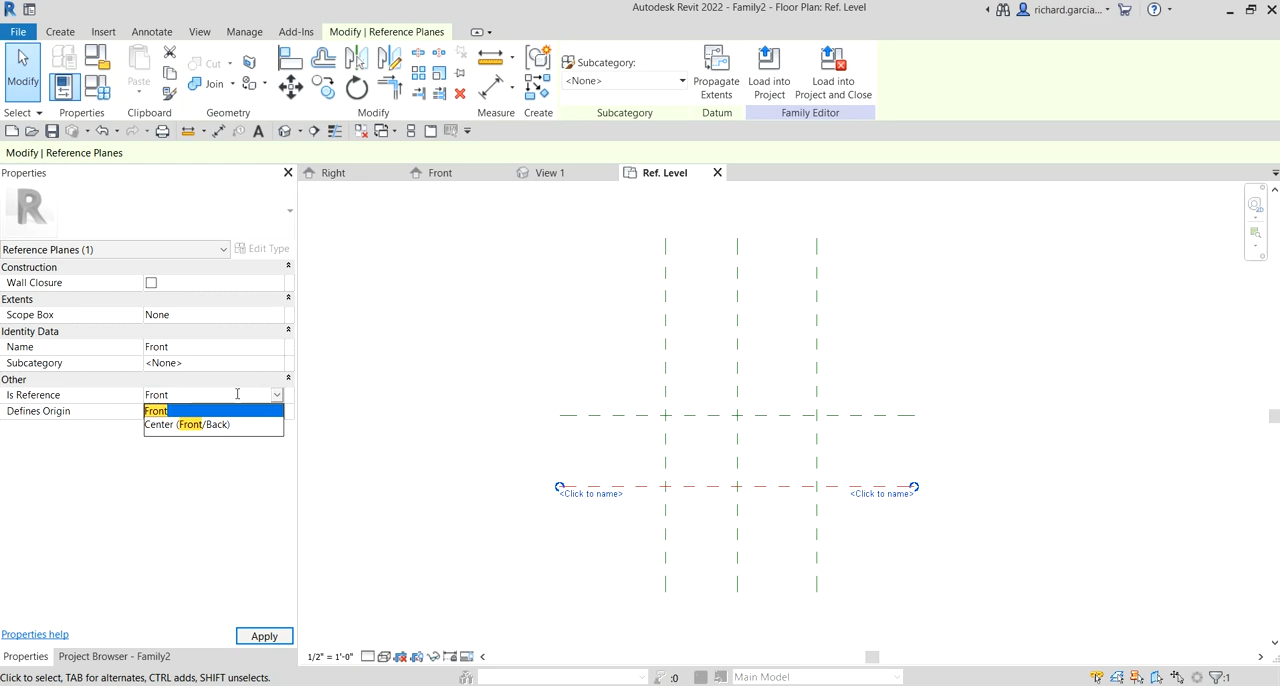 Autodesk Revit 2022 - Family2 - Floor Plan: Ref. Level
richard.garcia...
File Create Insert Annotate View Manage Add-Ins Modify | Reference Planes
Modify
Paste
Cut
Join
Subcategory:
<None>
Propagate Extents
Load into Project
Load into Project and Close
Select Properties Clipboard Geometry Modify Measure Create Subcategory Datum Family Editor
Modify | Reference Planes
Properties
Right Front View 1 Ref. Level
R
Reference Planes (1) Edit Type
Construction
Wall Closure
Extents
Scope Box None
Identity Data
Name Front
Subcategory <None>
Other
Is Reference Front
Defines Origin Front
Center (Front/Back)
<Click to name> <Click to name>
Properties help Apply
Properties Project Browser - Family2
1/2" = 1'-0"
Click to select, TAB for alternates, CTRL adds, SHIFT unselects. :0 Main Model :1